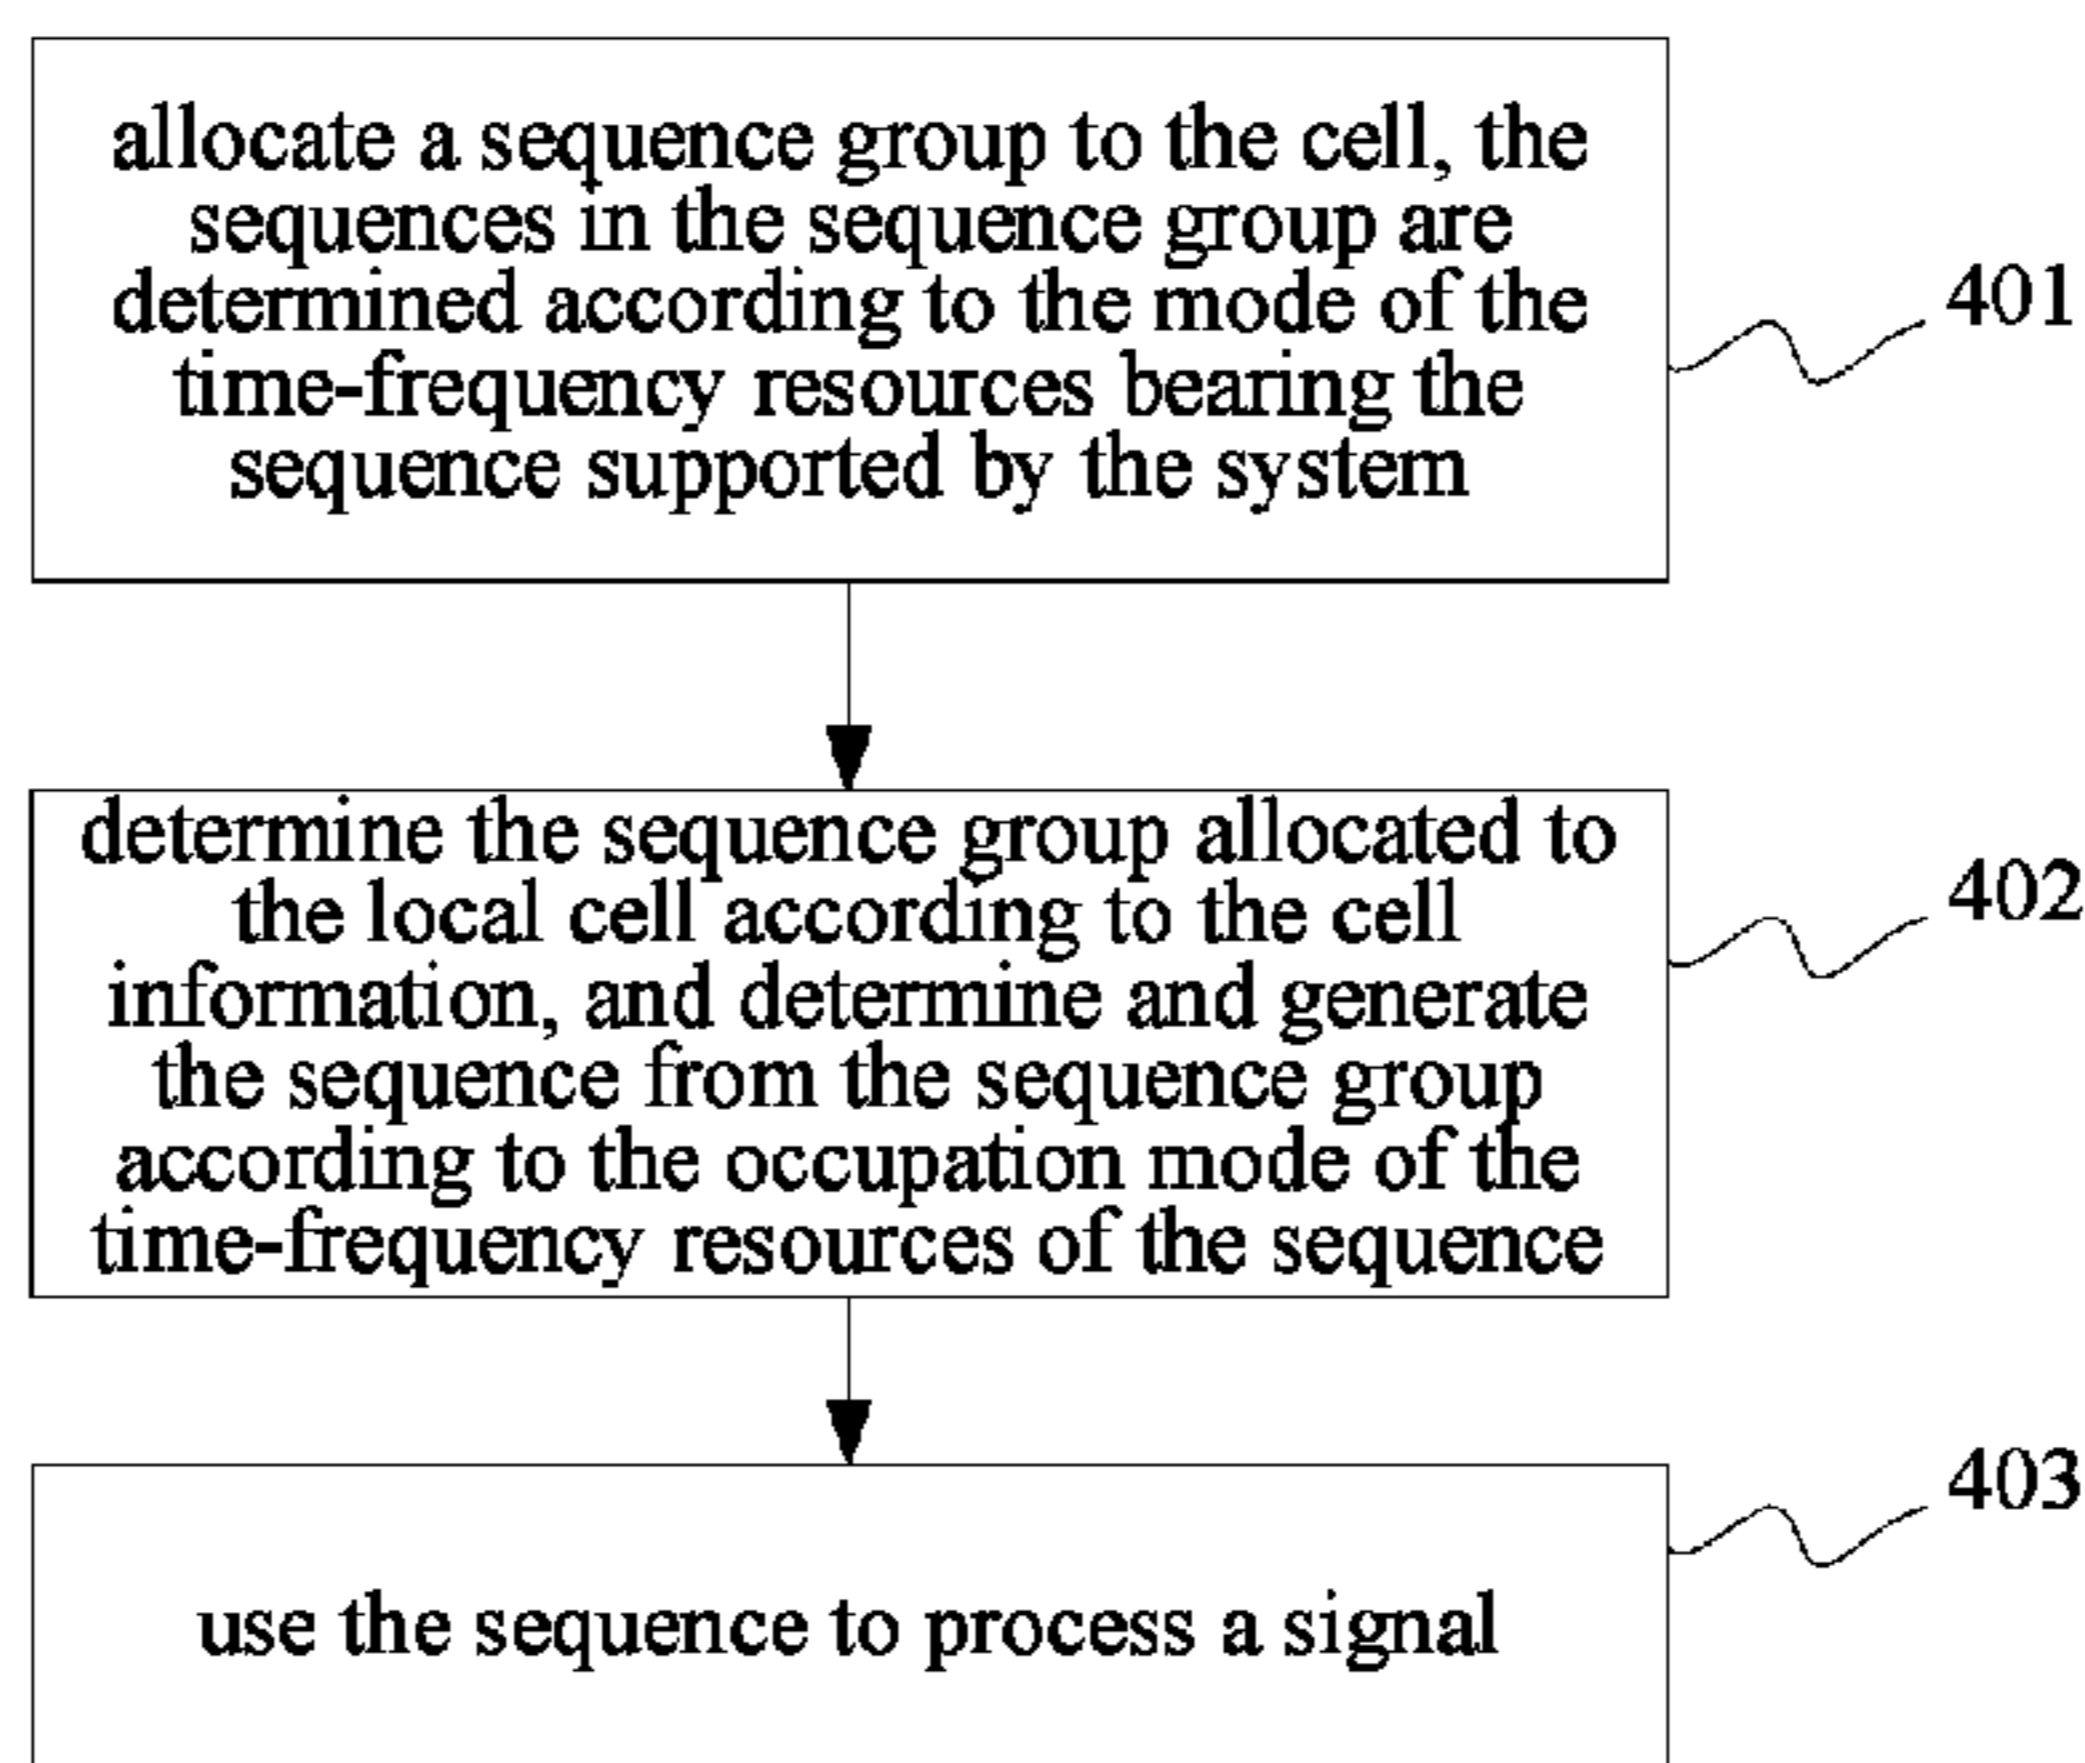 allocate a sequence group to the cell, the
sequences in the sequence group are
determined according to the mode of the
time-frequency resources bearing the
sequence supported by the system
401
determine the sequence group allocated to
the local cell according to the cell
information, and determine and generate
the sequence from the sequence group
according to the occupation mode of the
time-frequency resources of the sequence
402
use the sequence to process a signal
403